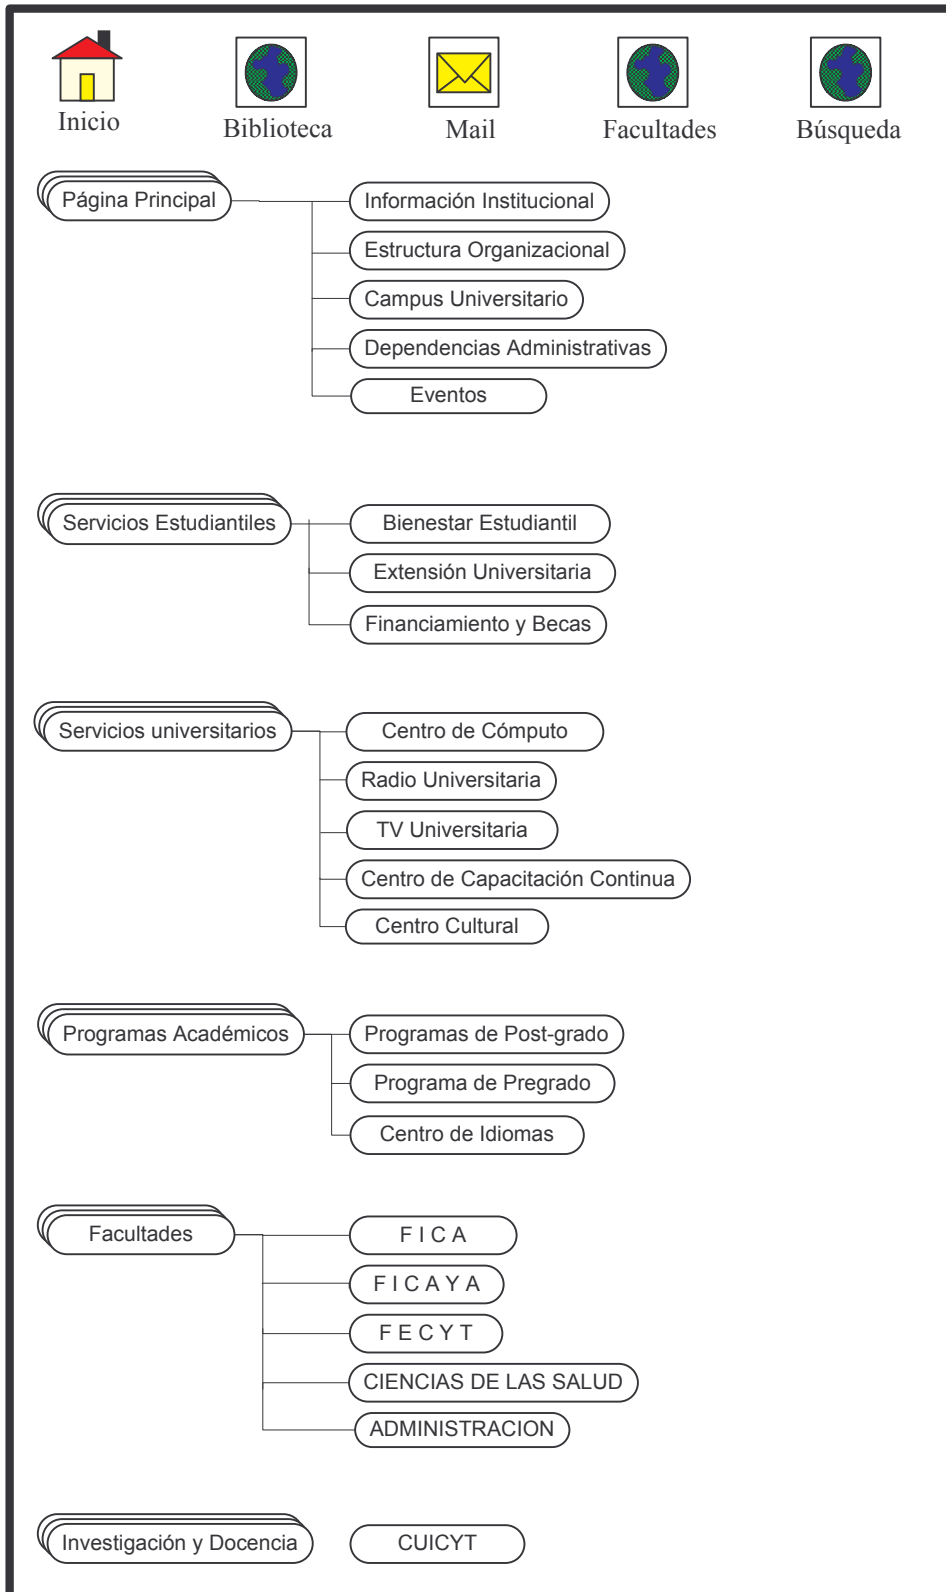 Inicio
Biblioteca
Mail
Facultades
Búsqueda
Página Principal
Información Institucional
Estructura Organizacional
Campus Universitario
Dependencias Administrativas
Eventos
Servicios Estudiantiles
Bienestar Estudiantil
Extensión Universitaria
Financiamiento y Becas
Servicios universitarios
Centro de Cómputo
Radio Universitaria
TV Universitaria
Centro de Capacitación Continua
Centro Cultural
Programas Académicos
Programas de Post-grado
Programa de Pregrado
Centro de Idiomas
Facultades
F I C A
F I C A Y A
F E C Y T
CIENCIAS DE LAS SALUD
ADMINISTRACION
Investigación y Docencia
CUICYT